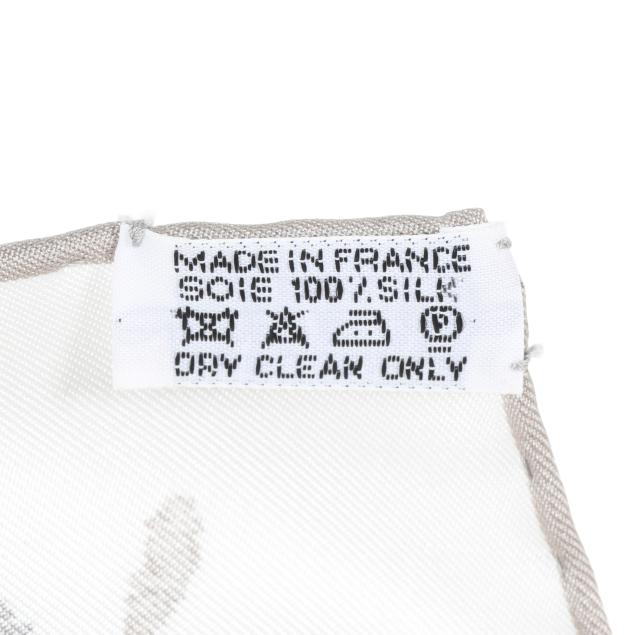 MADE IN FRANCE
SOIE 100% SILK
P
DRY CLEAN ONLY